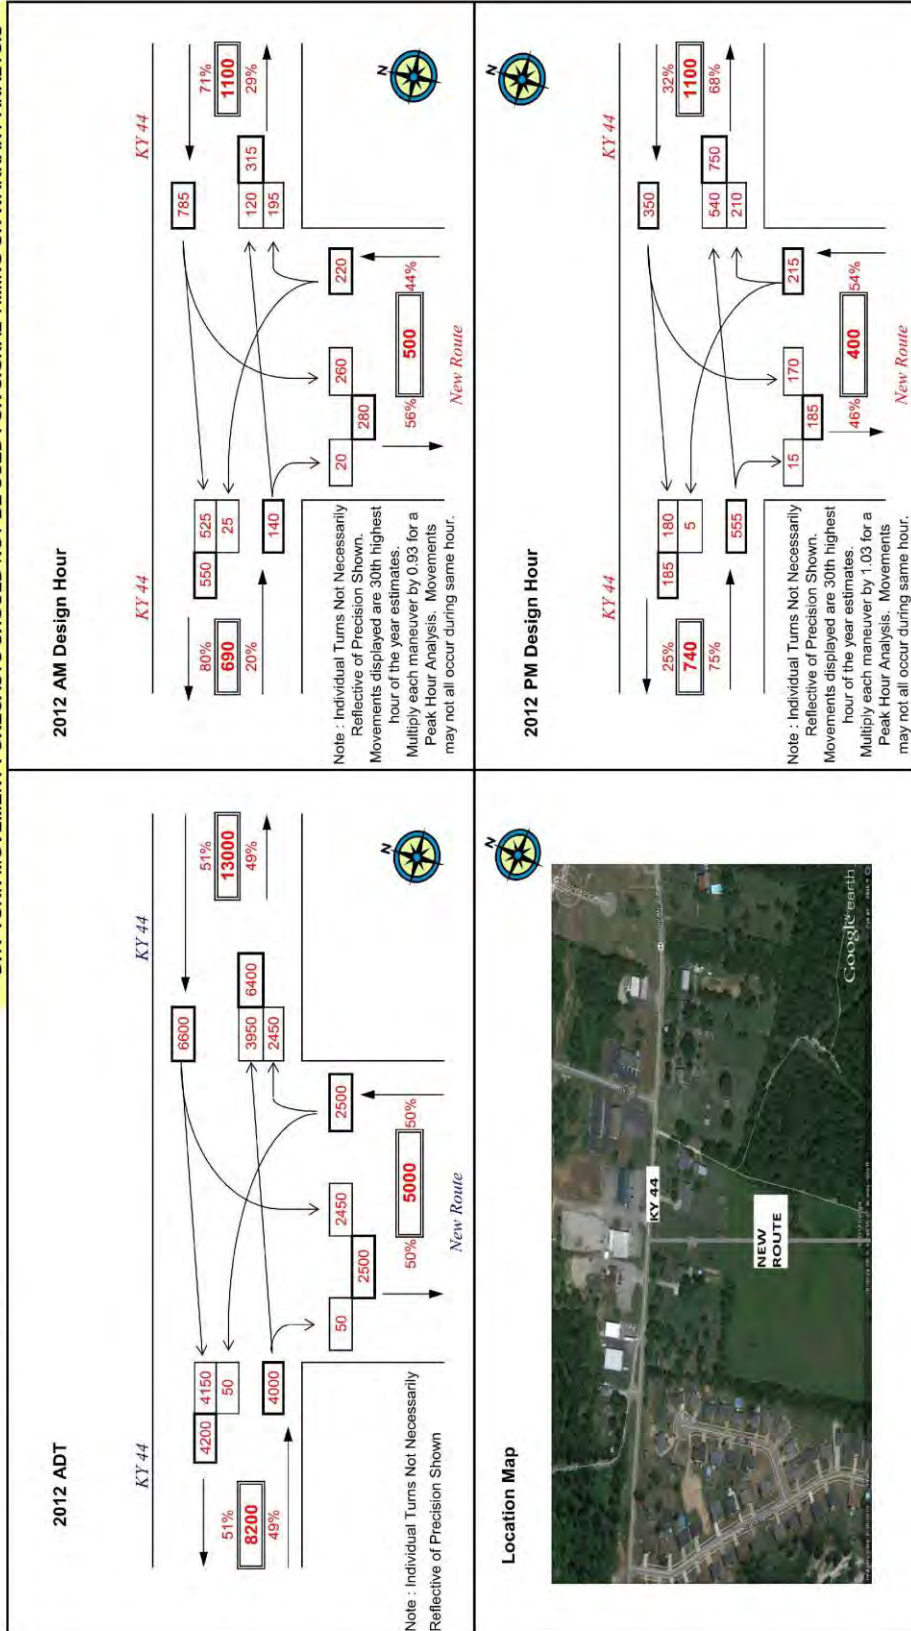 2012 ADT
KY 44
KY 44
4200
4150
50
6600
51%
8200
49%
51%
13000
49%
4000
3950
6400
2450
50
2500
2450
2500
50%
5000
50%
New Route
Note : Individual Turns Not Necessarily
Reflective of Precision Shown
N
2012 AM Design Hour
KY 44
KY 44
550
525
25
785
80%
690
20%
71%
1100
29%
140
120
315
195
20
280
260
220
56%
500
44%
New Route
Note : Individual Turns Not Necessarily
Reflective of Precision Shown.
Movements displayed are 30th highest
hour of the year estimates.
Multiply each maneuver by 0.93 for a
Peak Hour Analysis. Movements
may not all occur during same hour.
N
Location Map
N
KY 44
NEW
ROUTE
Google earth
2012 PM Design Hour
N
KY 44
KY 44
185
180
5
350
25%
740
75%
32%
1100
68%
555
540
750
210
15
185
170
215
46%
400
54%
New Route
Note : Individual Turns Not Necessarily
Reflective of Precision Shown.
Movements displayed are 30th highest
hour of the year estimates.
Multiply each maneuver by 1.03 for a
Peak Hour Analysis. Movements
may not all occur during same hour.